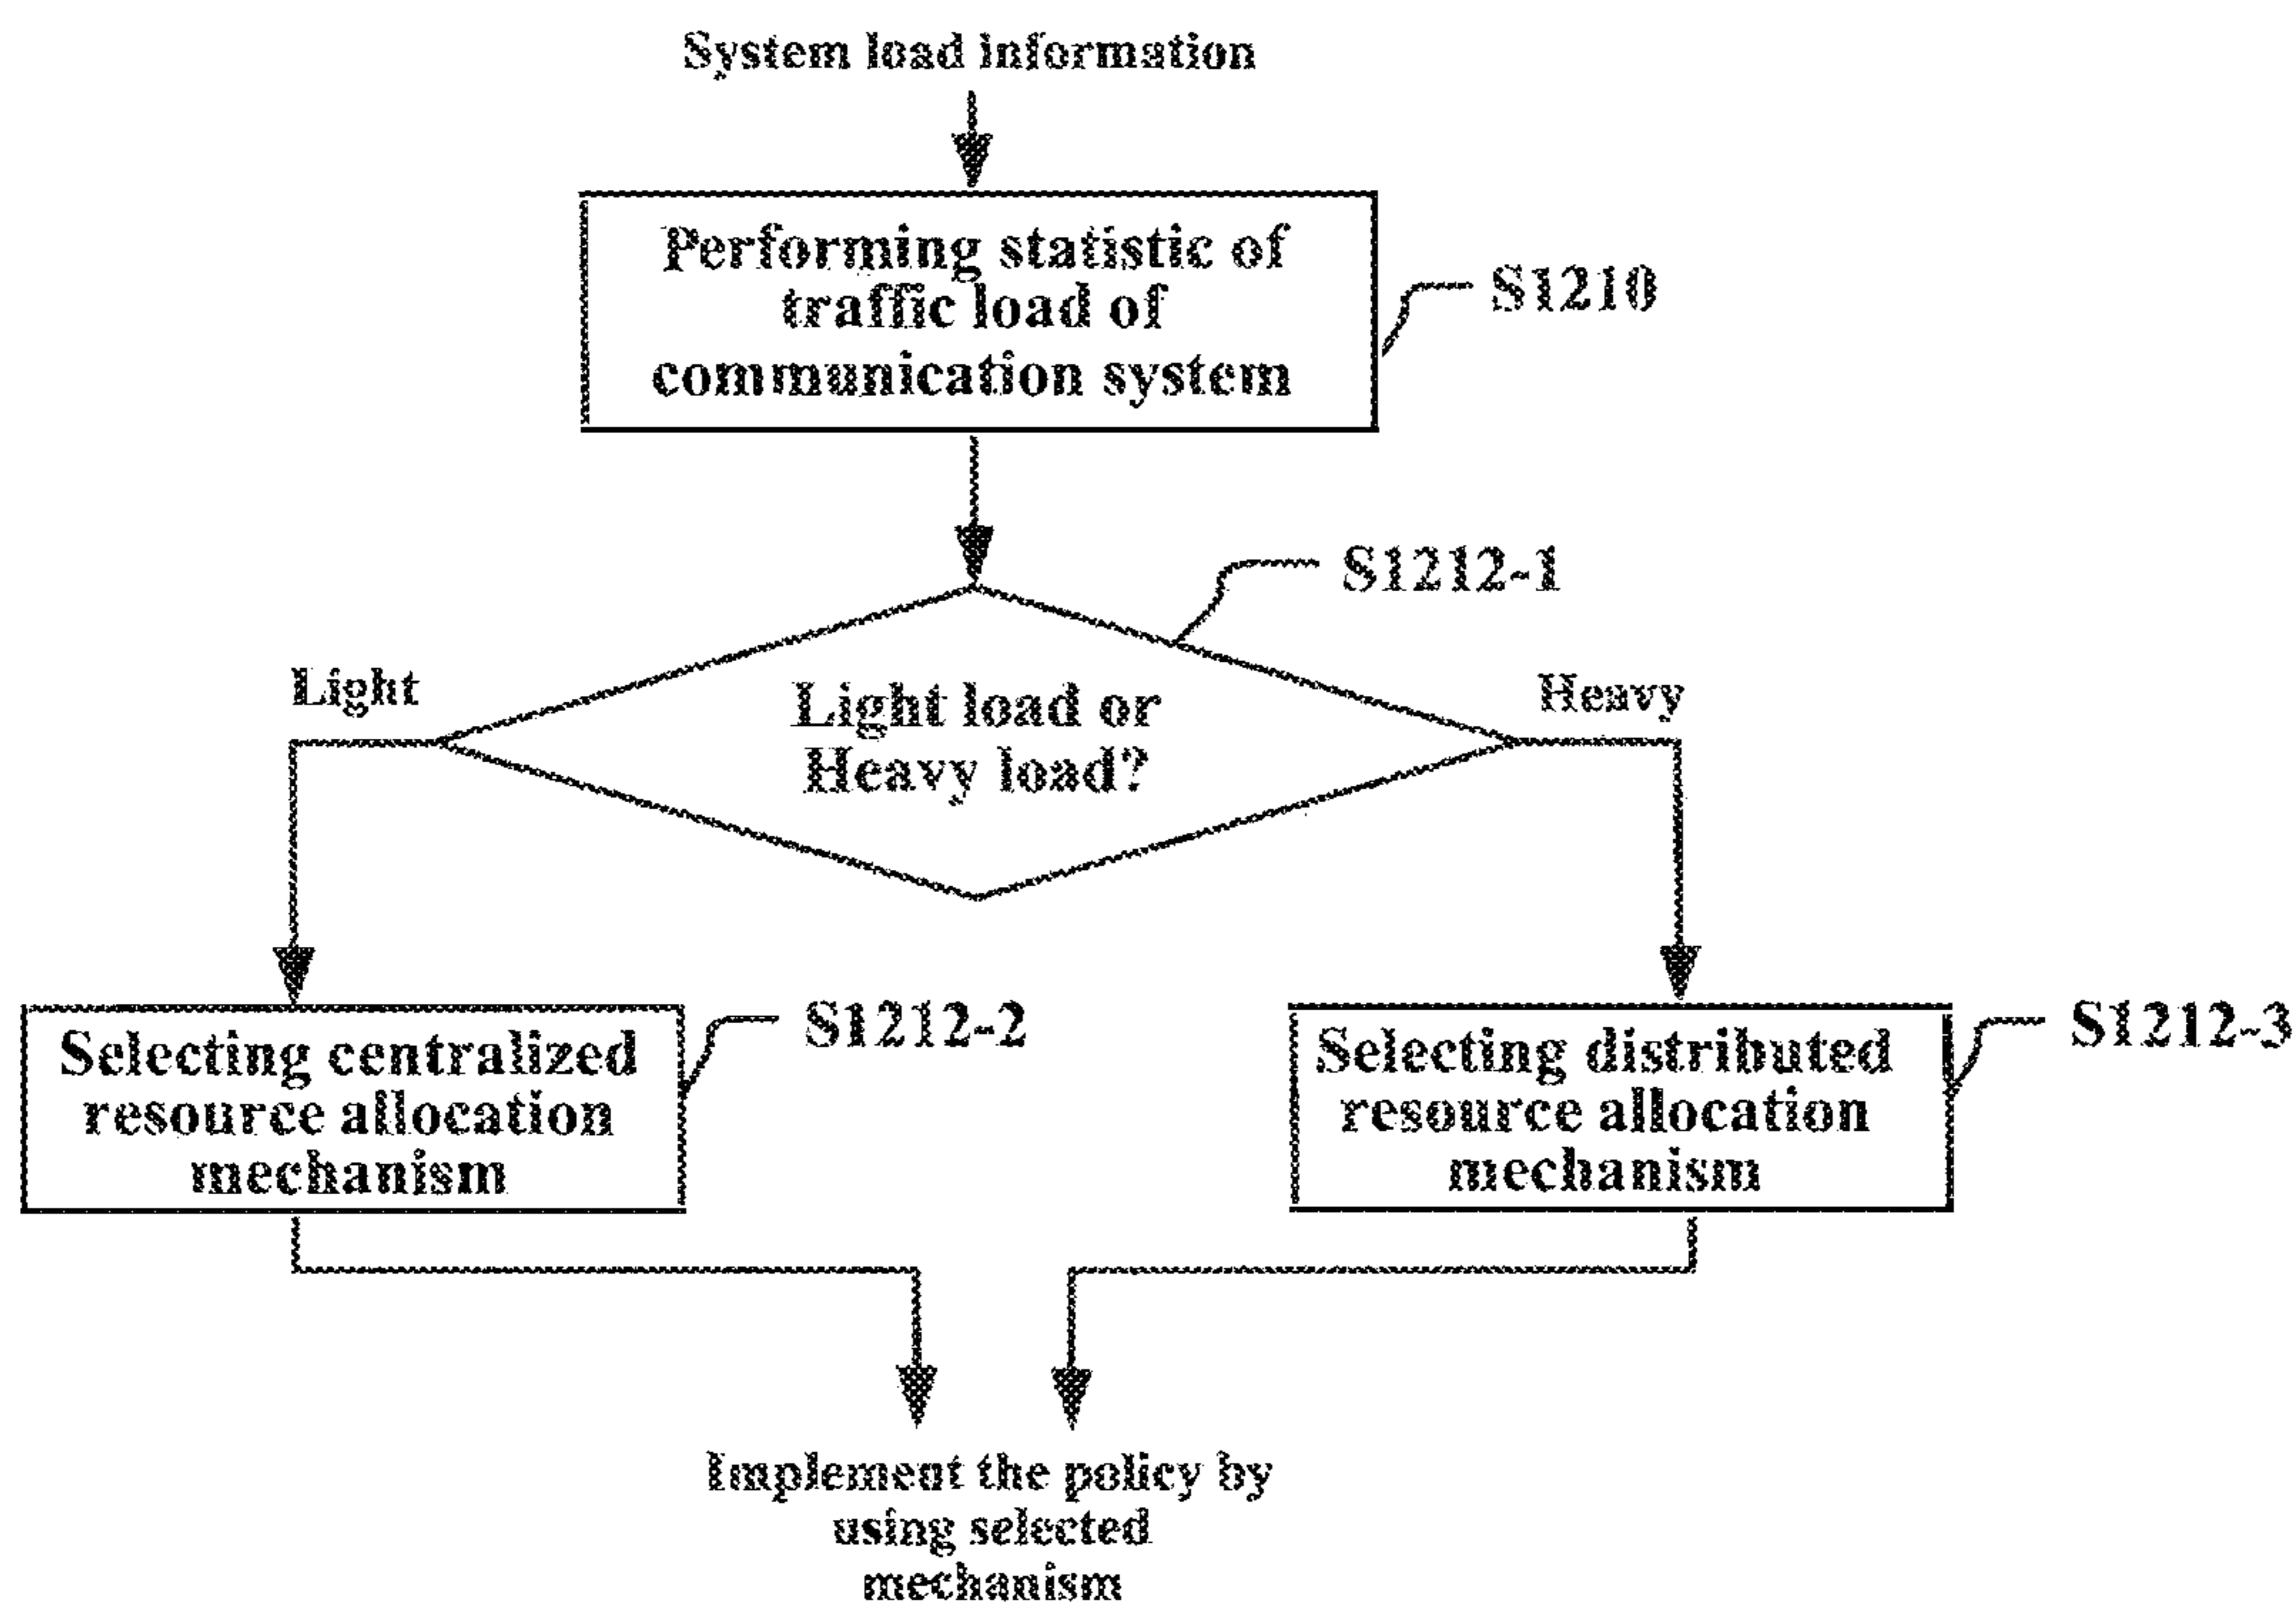 System load information
Performing statistic of
traffic load of
communication system
S1210
S1212-1
Light
Light load or
Heavy load?
Heavy
Selecting centralized
resource allocation
mechanism
S1212-2
Selecting distributed
resource allocation
mechanism
S1212-3
Implement the policy by
using selected
mechanism